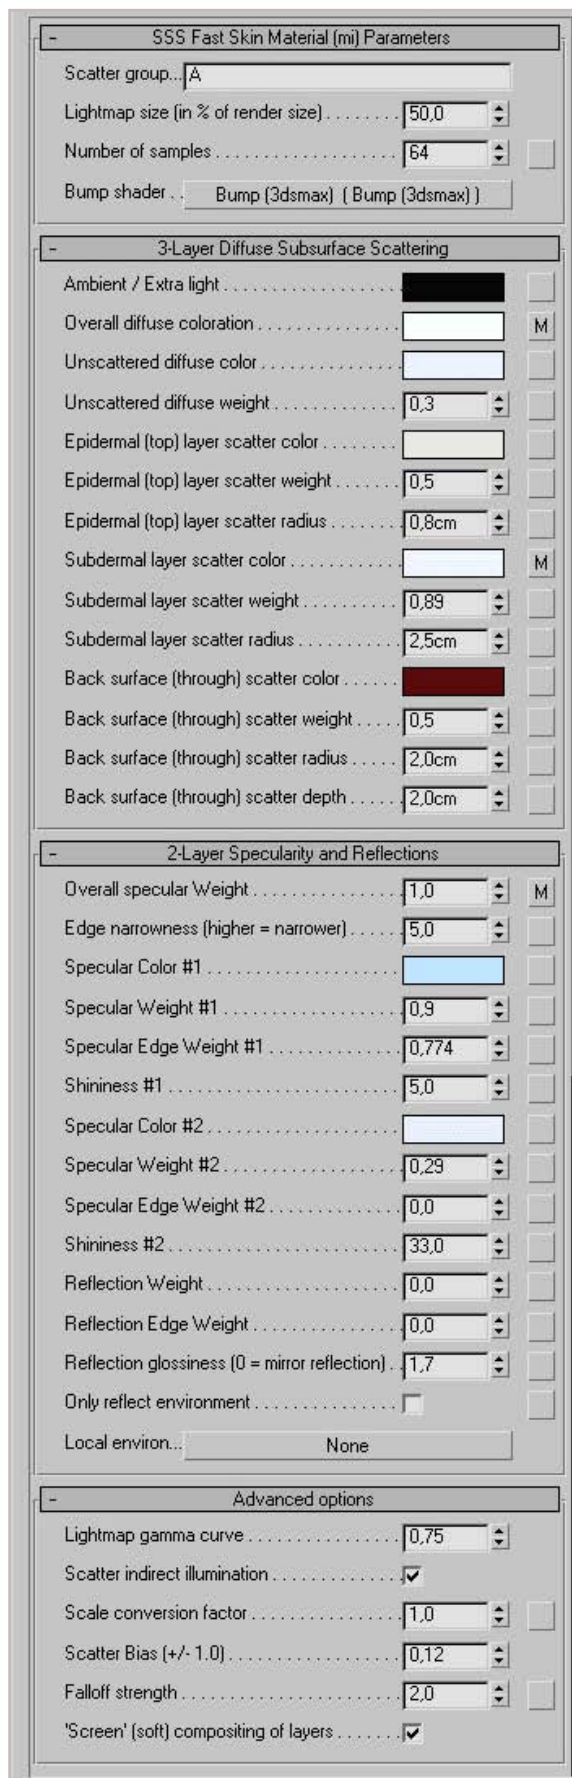 - SSS Fast Skin Material (mi) Parameters
Scatter group... A
Lightmap size (in % of render size) . . . . . . . . 50,0
Number of samples . . . . . . . . . . . . . . . . . . . 64
Bump shader . . Bump (3dsmax) ( Bump (3dsmax) )
- 3-Layer Diffuse Subsurface Scattering
Ambient / Extra light . . . . . . . . . . . . . . . . . .
Overall diffuse coloration . . . . . . . . . . . . . . . M
Unscattered diffuse color . . . . . . . . . . . . . . .
Unscattered diffuse weight . . . . . . . . . . . . . . 0,3
Epidermal (top) layer scatter color . . . . . . . . .
Epidermal (top) layer scatter weight . . . . . . . 0,5
Epidermal (top) layer scatter radius . . . . . . . . 0,8cm
Subdermal layer scatter color . . . . . . . . . . . . M
Subdermal layer scatter weight . . . . . . . . . . . 0,89
Subdermal layer scatter radius . . . . . . . . . . . 2,5cm
Back surface (through) scatter color . . . . . . .
Back surface (through) scatter weight . . . . . 0,5
Back surface (through) scatter radius . . . . . . 2,0cm
Back surface (through) scatter depth . . . . . . 2,0cm
- 2-Layer Specularity and Reflections
Overall specular Weight . . . . . . . . . . . . . . . . 1,0 M
Edge narrowness (higher = narrower) . . . . . . 5,0
Specular Color #1 . . . . . . . . . . . . . . . . . . . .
Specular Weight #1 . . . . . . . . . . . . . . . . . . . 0,9
Specular Edge Weight #1 . . . . . . . . . . . . . . 0,774
Shininess #1 . . . . . . . . . . . . . . . . . . . . . . . . 5,0
Specular Color #2 . . . . . . . . . . . . . . . . . . . .
Specular Weight #2 . . . . . . . . . . . . . . . . . . . 0,29
Specular Edge Weight #2 . . . . . . . . . . . . . . 0,0
Shininess #2 . . . . . . . . . . . . . . . . . . . . . . . . 33,0
Reflection Weight . . . . . . . . . . . . . . . . . . . . 0,0
Reflection Edge Weight . . . . . . . . . . . . . . . . 0,0
Reflection glossiness (0 = mirror reflection) . . 1,7
Only reflect environment . . . . . . . . . . . . . . .
Local environ... None
- Advanced options
Lightmap gamma curve . . . . . . . . . . . . . . . . 0,75
Scatter indirect illumination . . . . . . . . . . . . . .
Scale conversion factor . . . . . . . . . . . . . . . . 1,0
Scatter Bias (+/- 1.0) . . . . . . . . . . . . . . . . . . 0,12
Falloff strength . . . . . . . . . . . . . . . . . . . . . . 2,0
'Screen' (soft) compositing of layers . . . . . . .